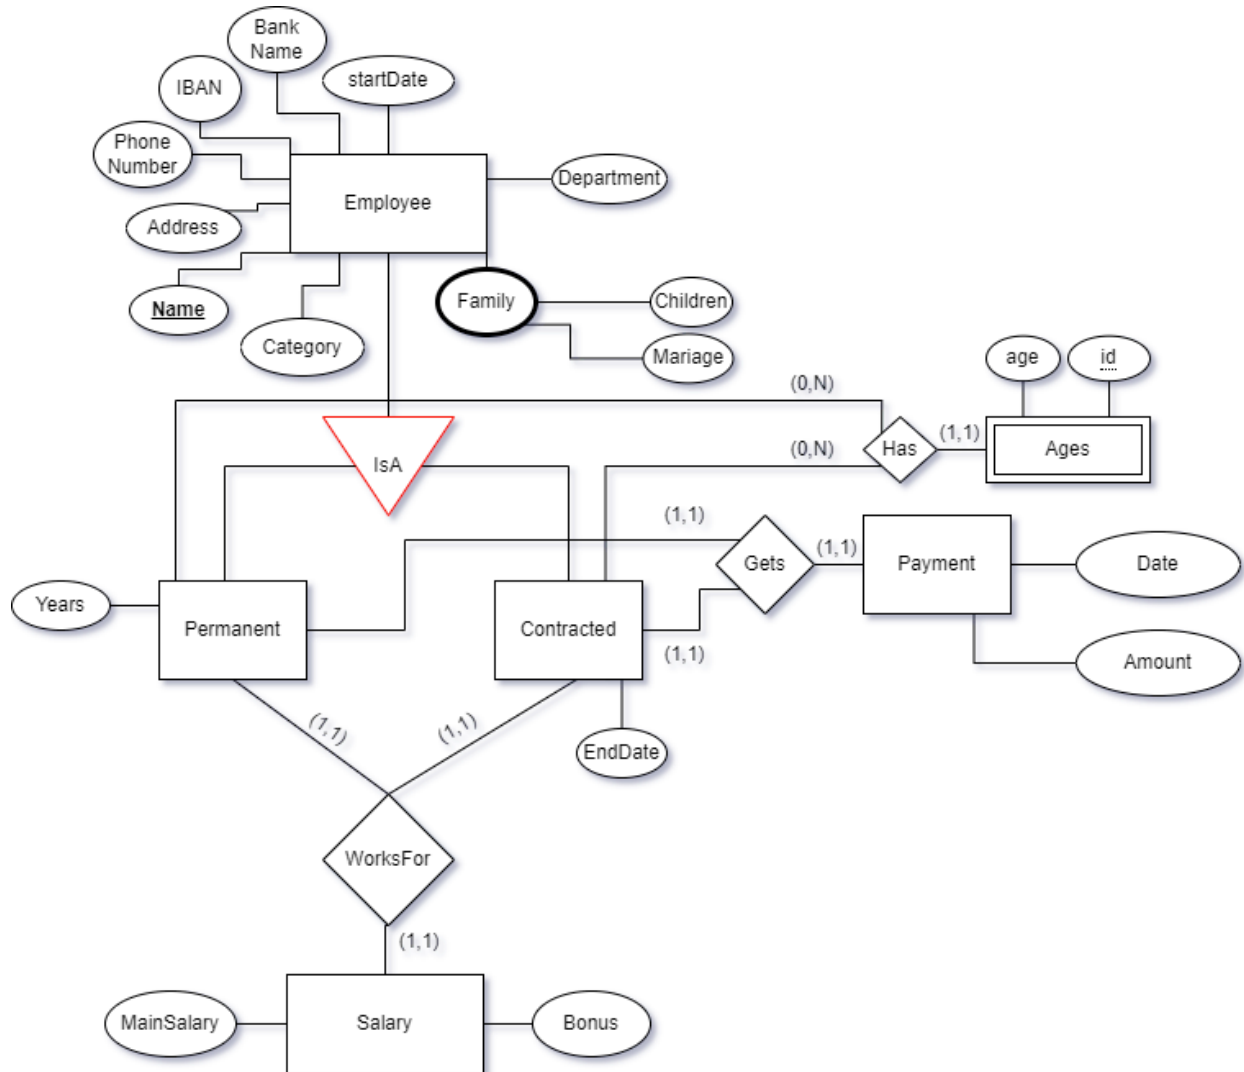 Bank
Name
startDate
IBAN
Phone
Number
Department
Employee
Address
Name
Family
Children
Category
Mariage
age
id
(0,N)
(1,1)
Has
Ages
(0,N)
IsA
(1,1)
(1,1)
Gets
Payment
Date
Years
Permanent
Contracted
(1,1)
Amount
(1,1)
(1,1)
EndDate
WorksFor
(1,1)
MainSalary
Salary
Bonus